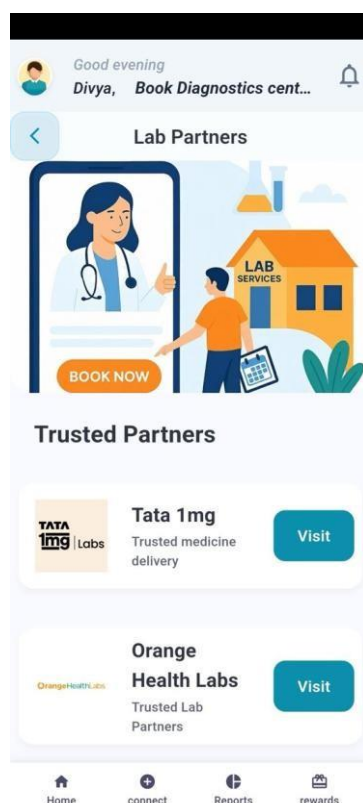 Good evening
Divya, Book Diagnostics cent...
Lab Partners
LAB
SERVICES
BOOK NOW
Trusted Partners
TATA
1mg Labs
Tata 1mg
Trusted medicine
delivery
Visit
OrangeHealthLabs
Orange
Health Labs
Trusted Lab
Partners
Visit
Home connect Reports rewards